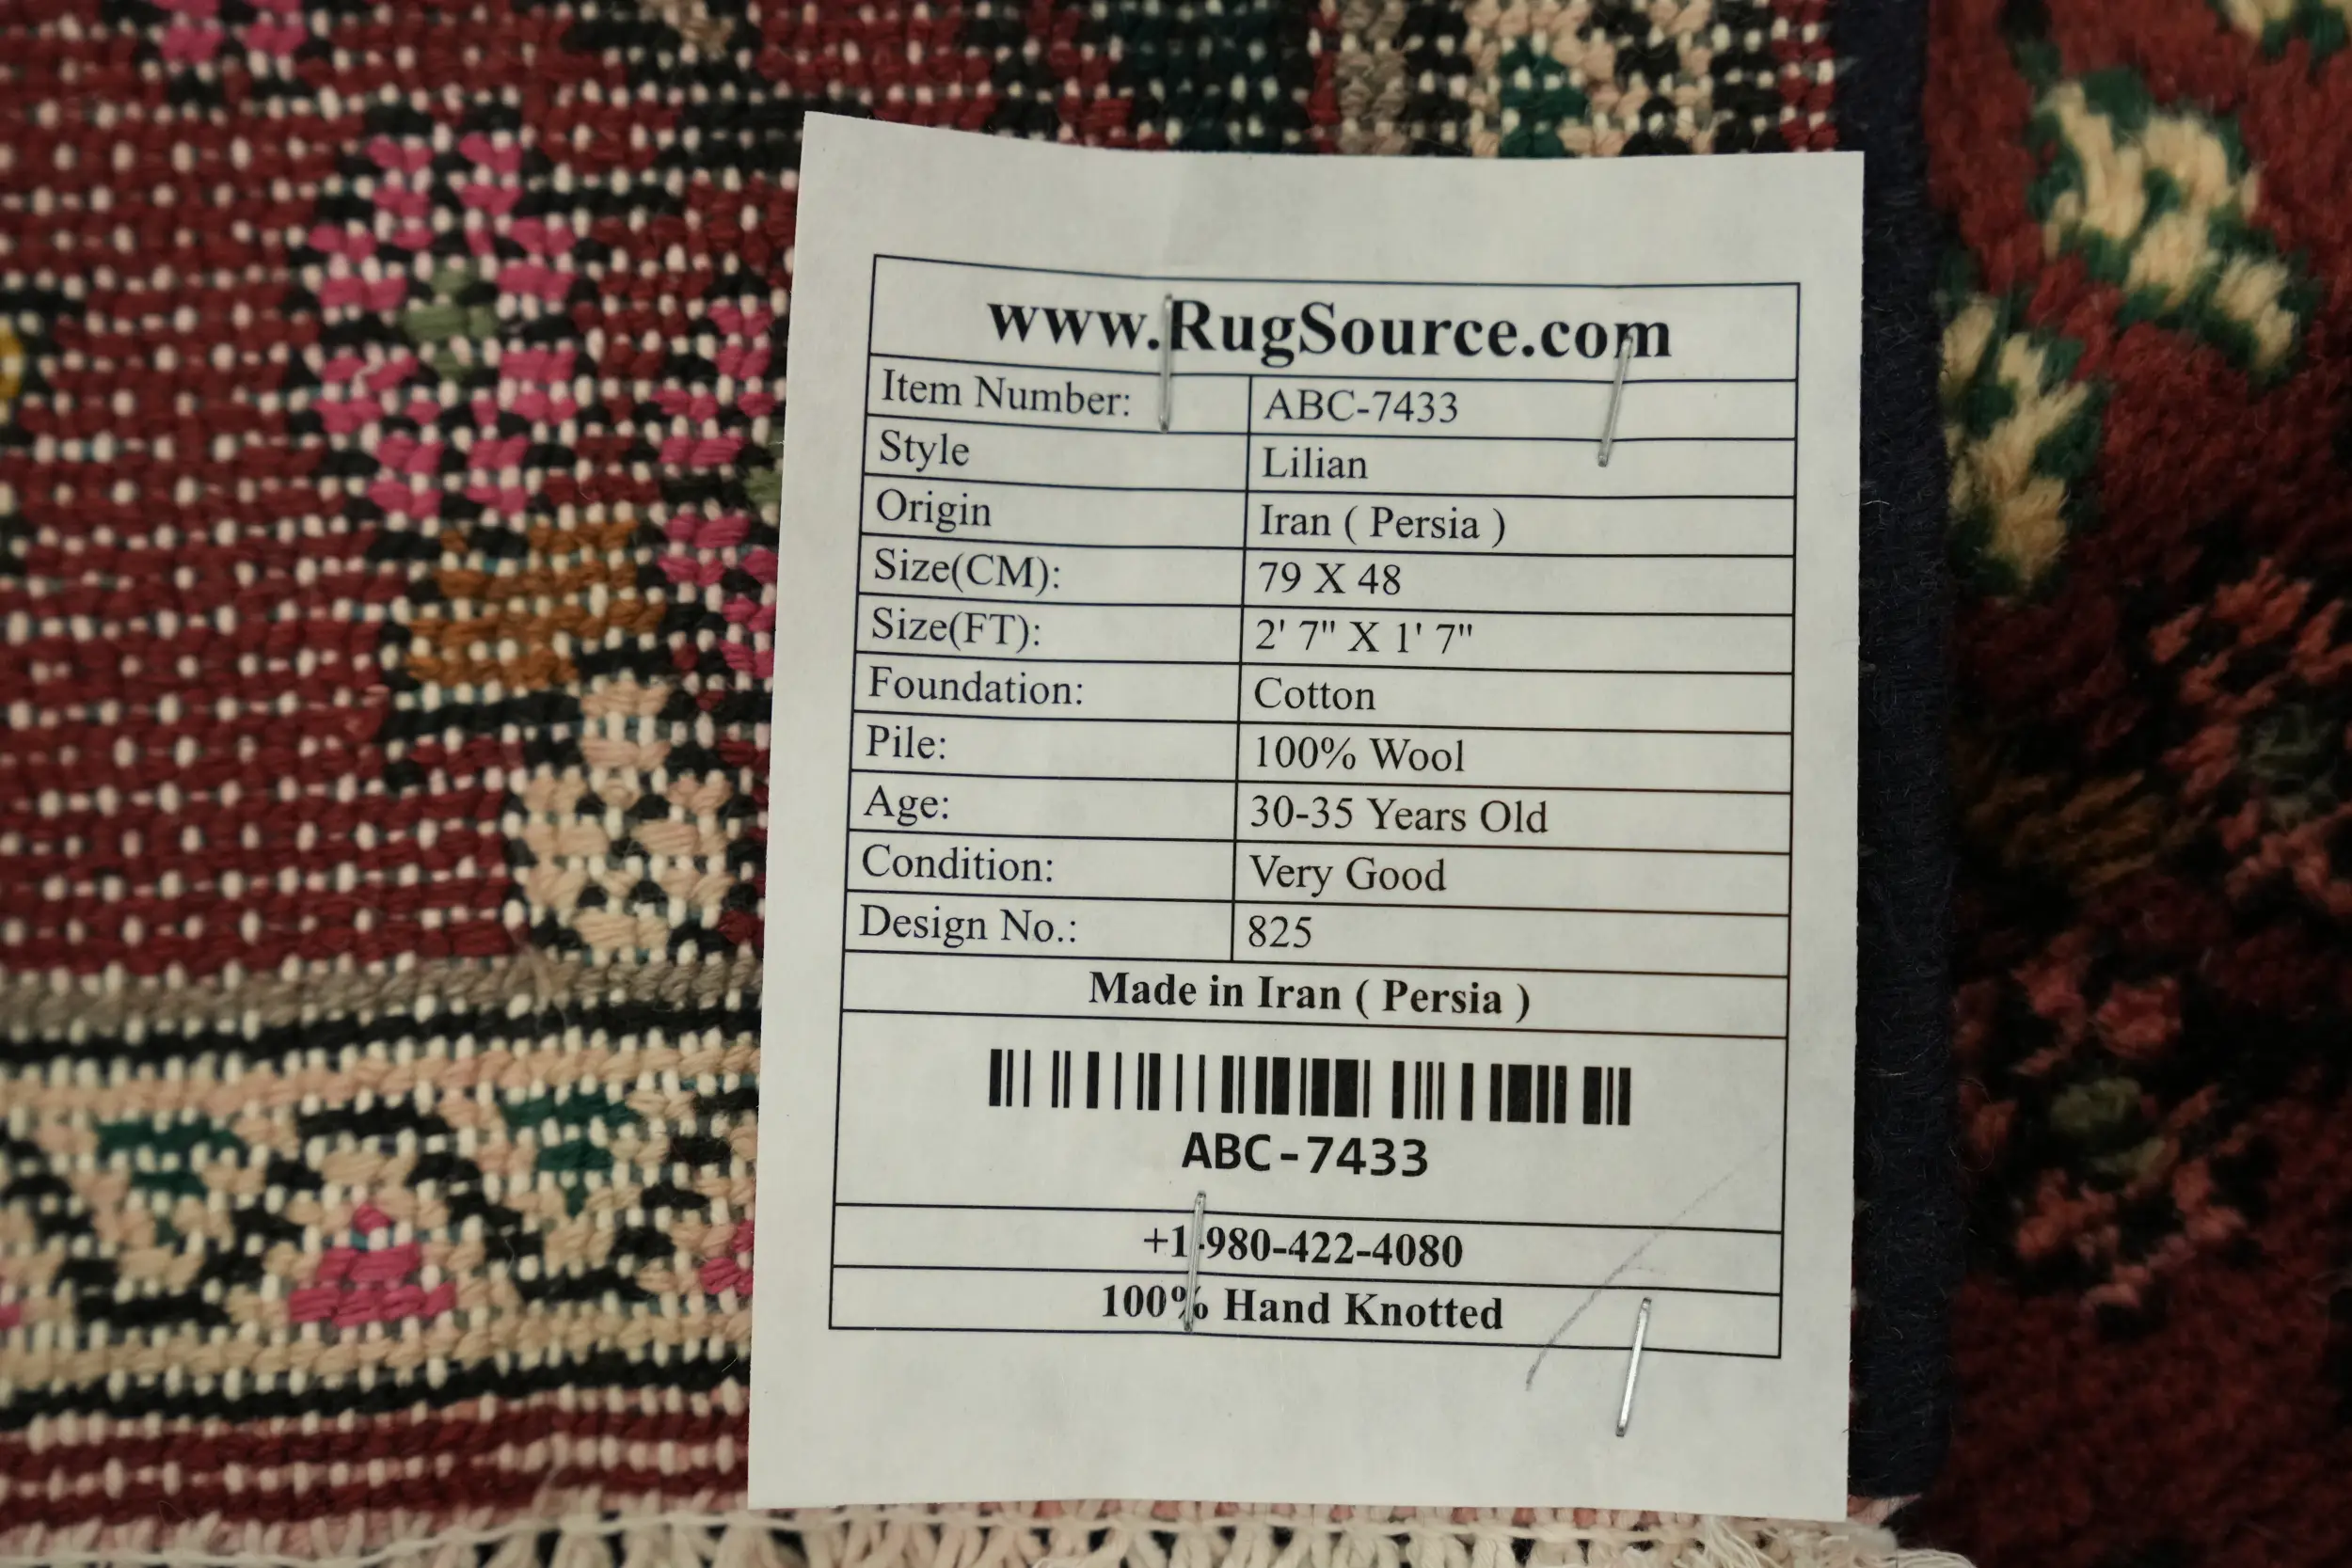 www.RugSource.com
Item Number: ABC-7433
Style Lilian
Origin Iran ( Persia )
Size(CM): 79 X 48
Size(FT): 2' 7" X 1' 7"
Foundation: Cotton
Pile: 100% Wool
Age: 30-35 Years Old
Condition: Very Good
Design No.: 825
Made in Iran ( Persia )
ABC-7433
+1-980-422-4080
100% Hand Knotted